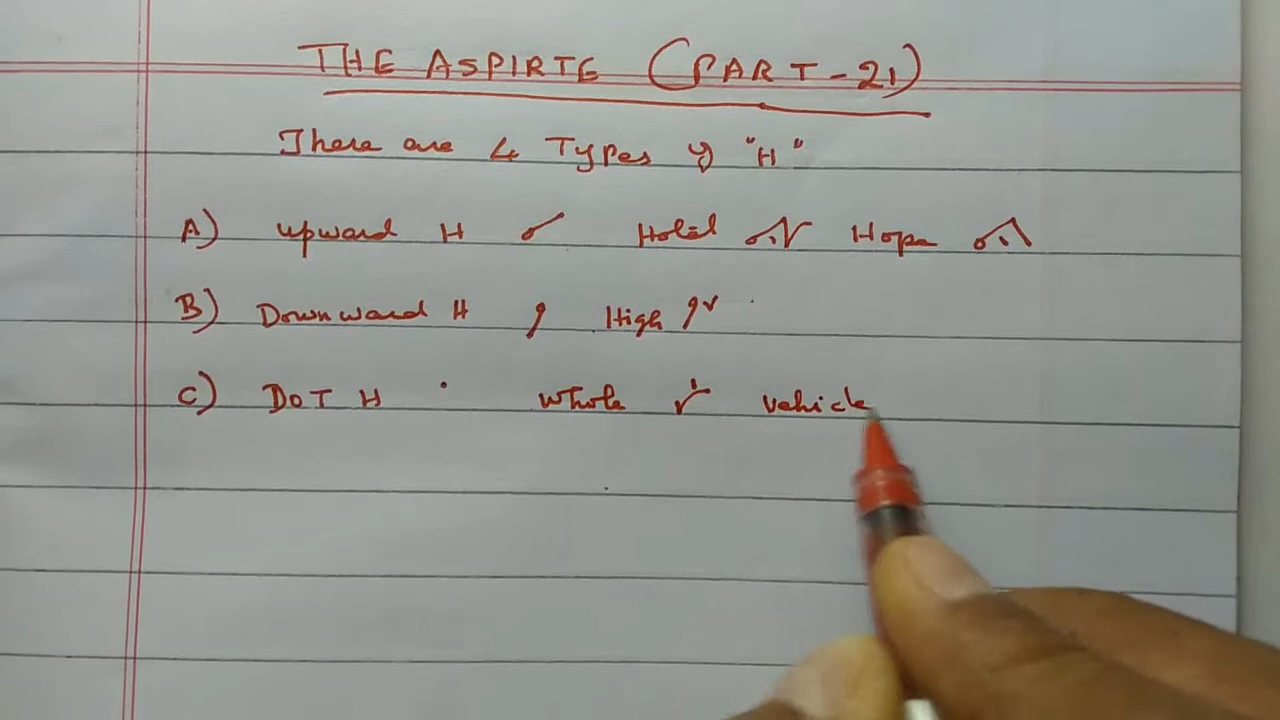 THE ASPIRTE (PART-21)
There are 4 Types of "H"
A) upward H Hotel Hope
B) Downward H High
C) DOT H Whole vehicle